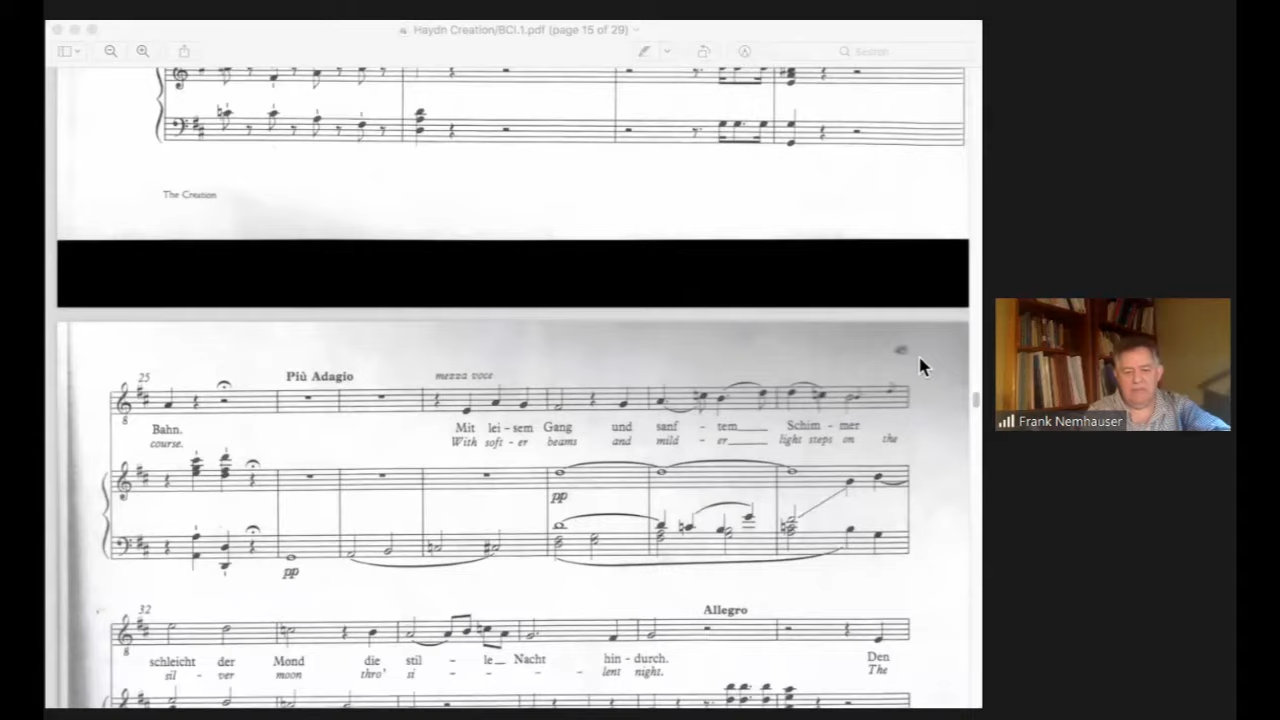 Haydn Creation/BCI.1.pdf (page 15 of 29)
Search
The Creation
25
Più Adagio
mezza voce
8
Bahn. Mit lei - sem Gang und sanf - tem Schim - mer
course. With soft - er beams and mild - er light steps on the
pp
pp
32
Allegro
8
schleicht der Mond die stil - le Nacht hin - durch. Den
sil - ver moon thro' si - - - - lent night. The
Frank Nemhauser